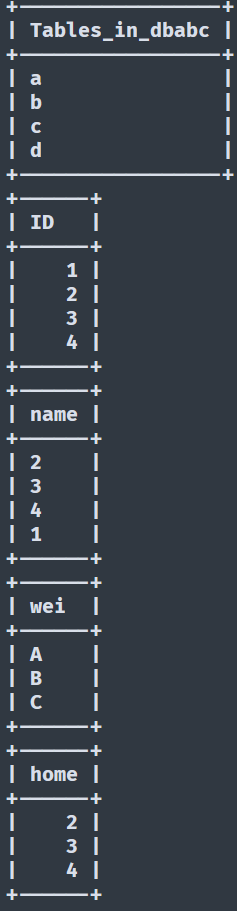 +-----------------+
| Tables_in_dbabc |
+-----------------+
| a               |
| b               |
| c               |
| d               |
+-----------------+
+------+
| ID   |
+------+
|    1 |
|    2 |
|    3 |
|    4 |
+------+
+------+
| name |
+------+
| 2    |
| 3    |
| 4    |
| 1    |
+------+
+------+
| wei  |
+------+
| A    |
| B    |
| C    |
+------+
+------+
| home |
+------+
|    2 |
|    3 |
|    4 |
+------+